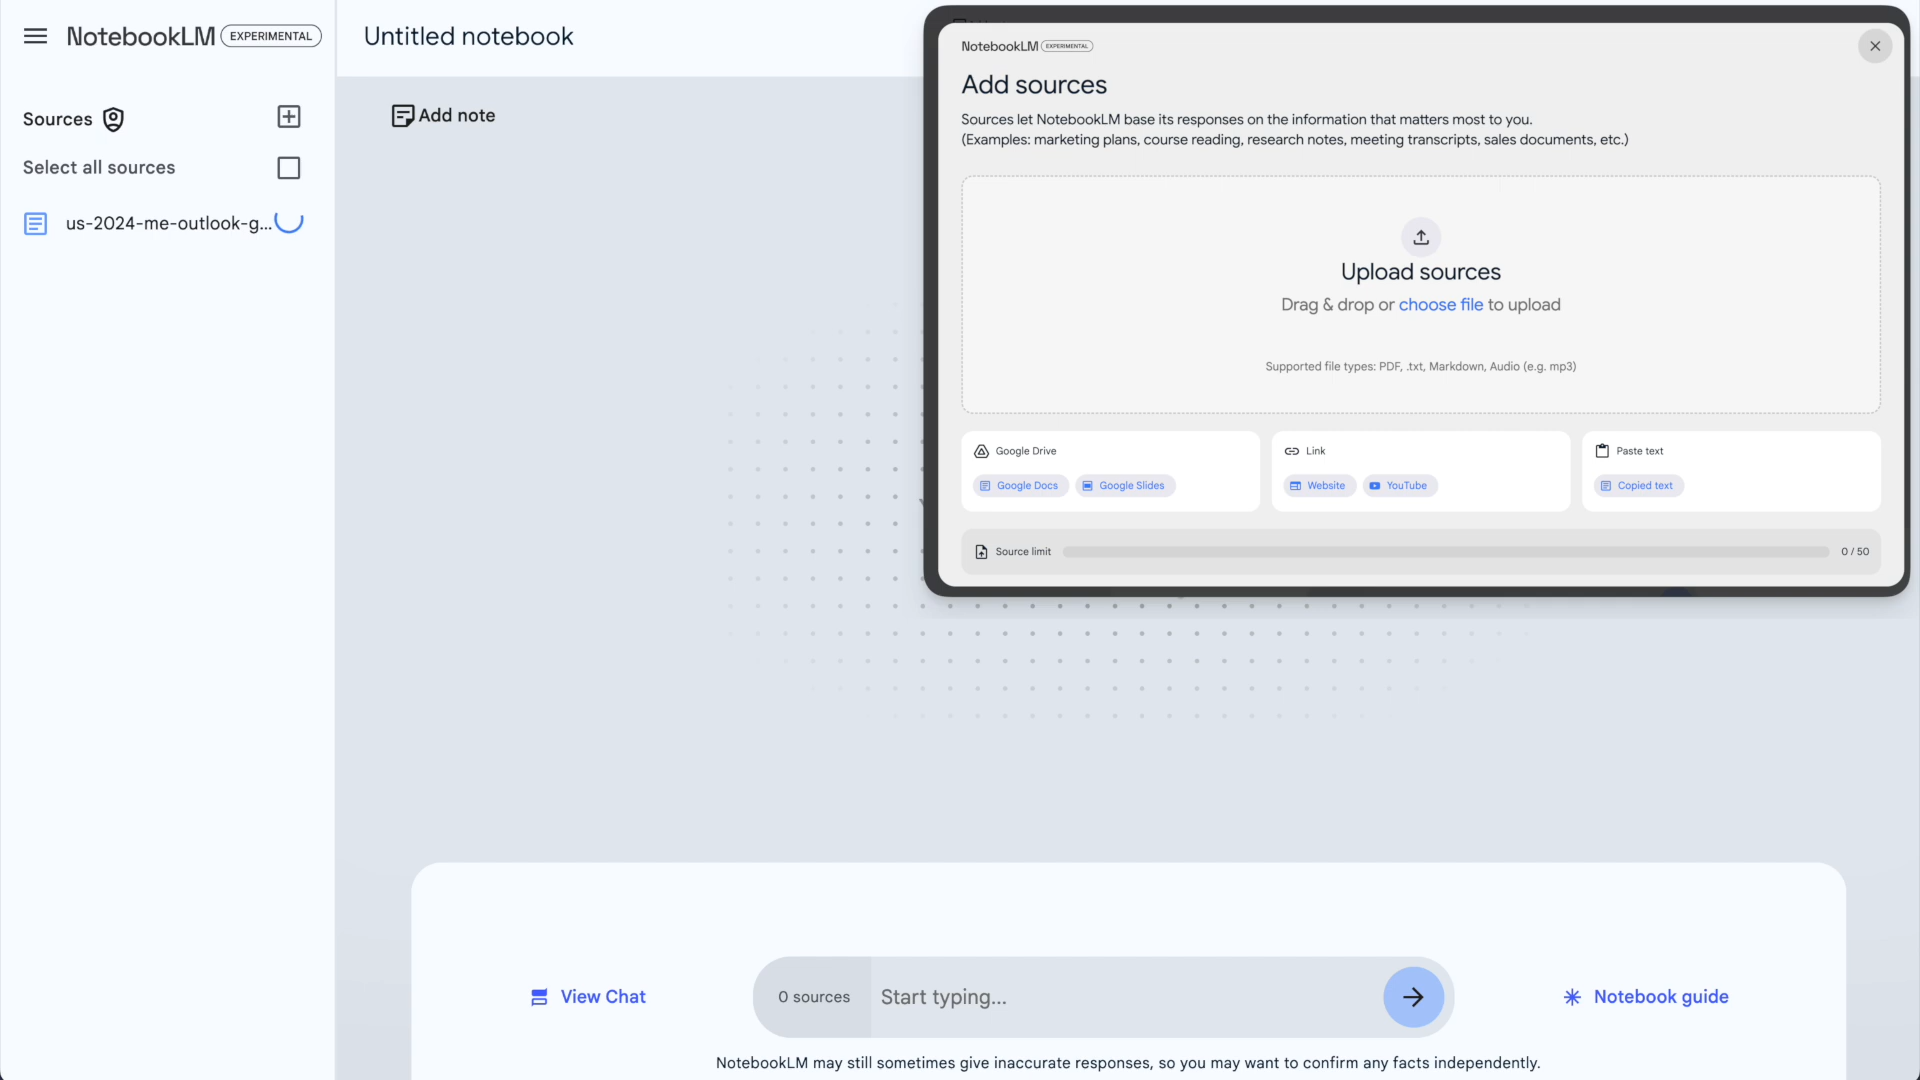 NotebookLM EXPERIMENTAL
Sources
Select all sources
us-2024-me-outlook-g...
Untitled notebook
Add note
NotebookLM EXPERIMENTAL
Add sources
Sources let NotebookLM base its responses on the information that matters most to you.
(Examples: marketing plans, course reading, research notes, meeting transcripts, sales documents, etc.)
Upload sources
Drag & drop or choose file to upload
Supported file types: PDF, .txt, Markdown, Audio (e.g. mp3)
Google Drive
Google Docs Google Slides
Link
Website YouTube
Paste text
Copied text
Source limit 0 / 50
View Chat
0 sources Start typing...
Notebook guide
NotebookLM may still sometimes give inaccurate responses, so you may want to confirm any facts independently.